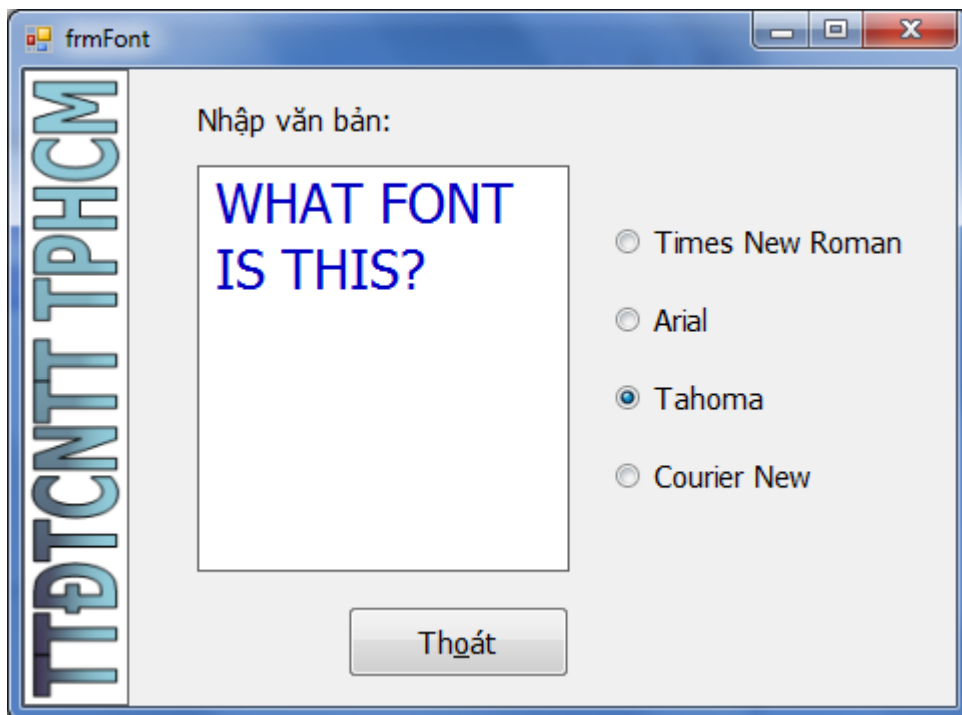 frmFont
TTĐTCNTT TPHCM
Nhập văn bản:
WHAT FONT
IS THIS?
Times New Roman
Arial
Tahoma
Courier New
Thoát